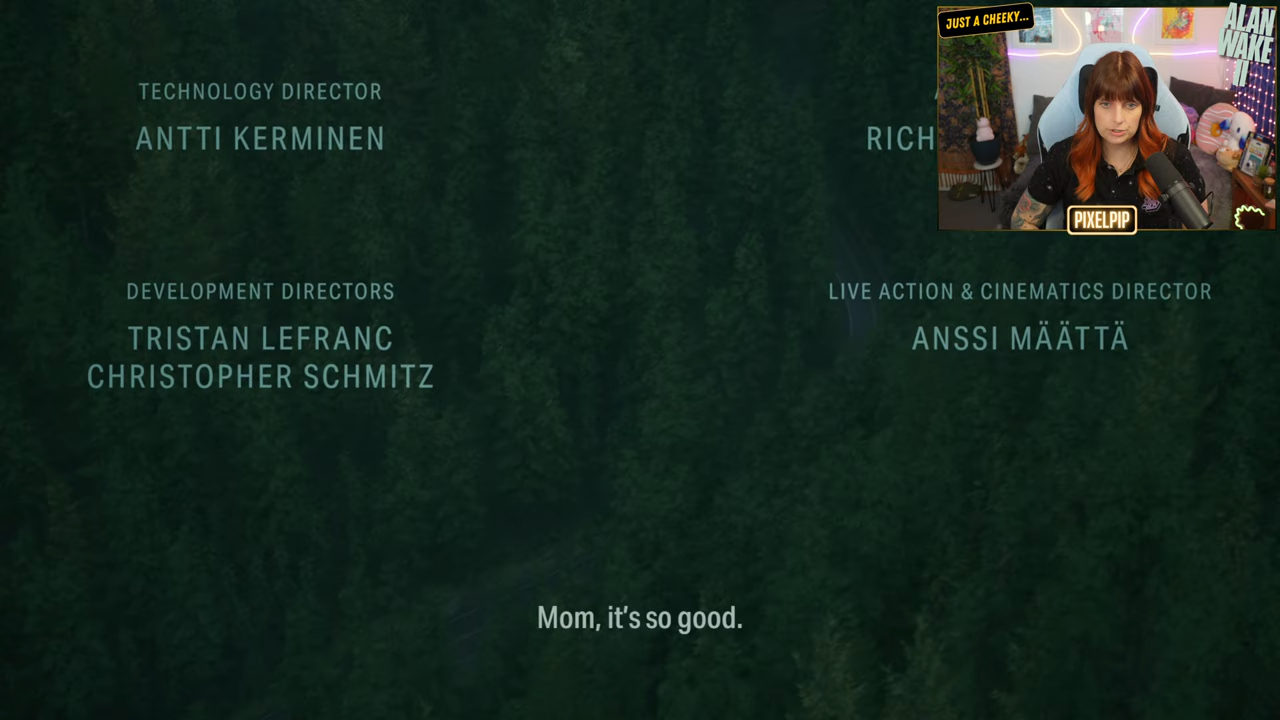 JUST A CHEEKY...
ALAN
WAKE
II
TECHNOLOGY DIRECTOR
ANTTI KERMINEN
RICH
PIXELPIP
DEVELOPMENT DIRECTORS
TRISTAN LEFRANC
CHRISTOPHER SCHMITZ
LIVE ACTION & CINEMATICS DIRECTOR
ANSSI MÄÄTTÄ
Mom, it's so good.